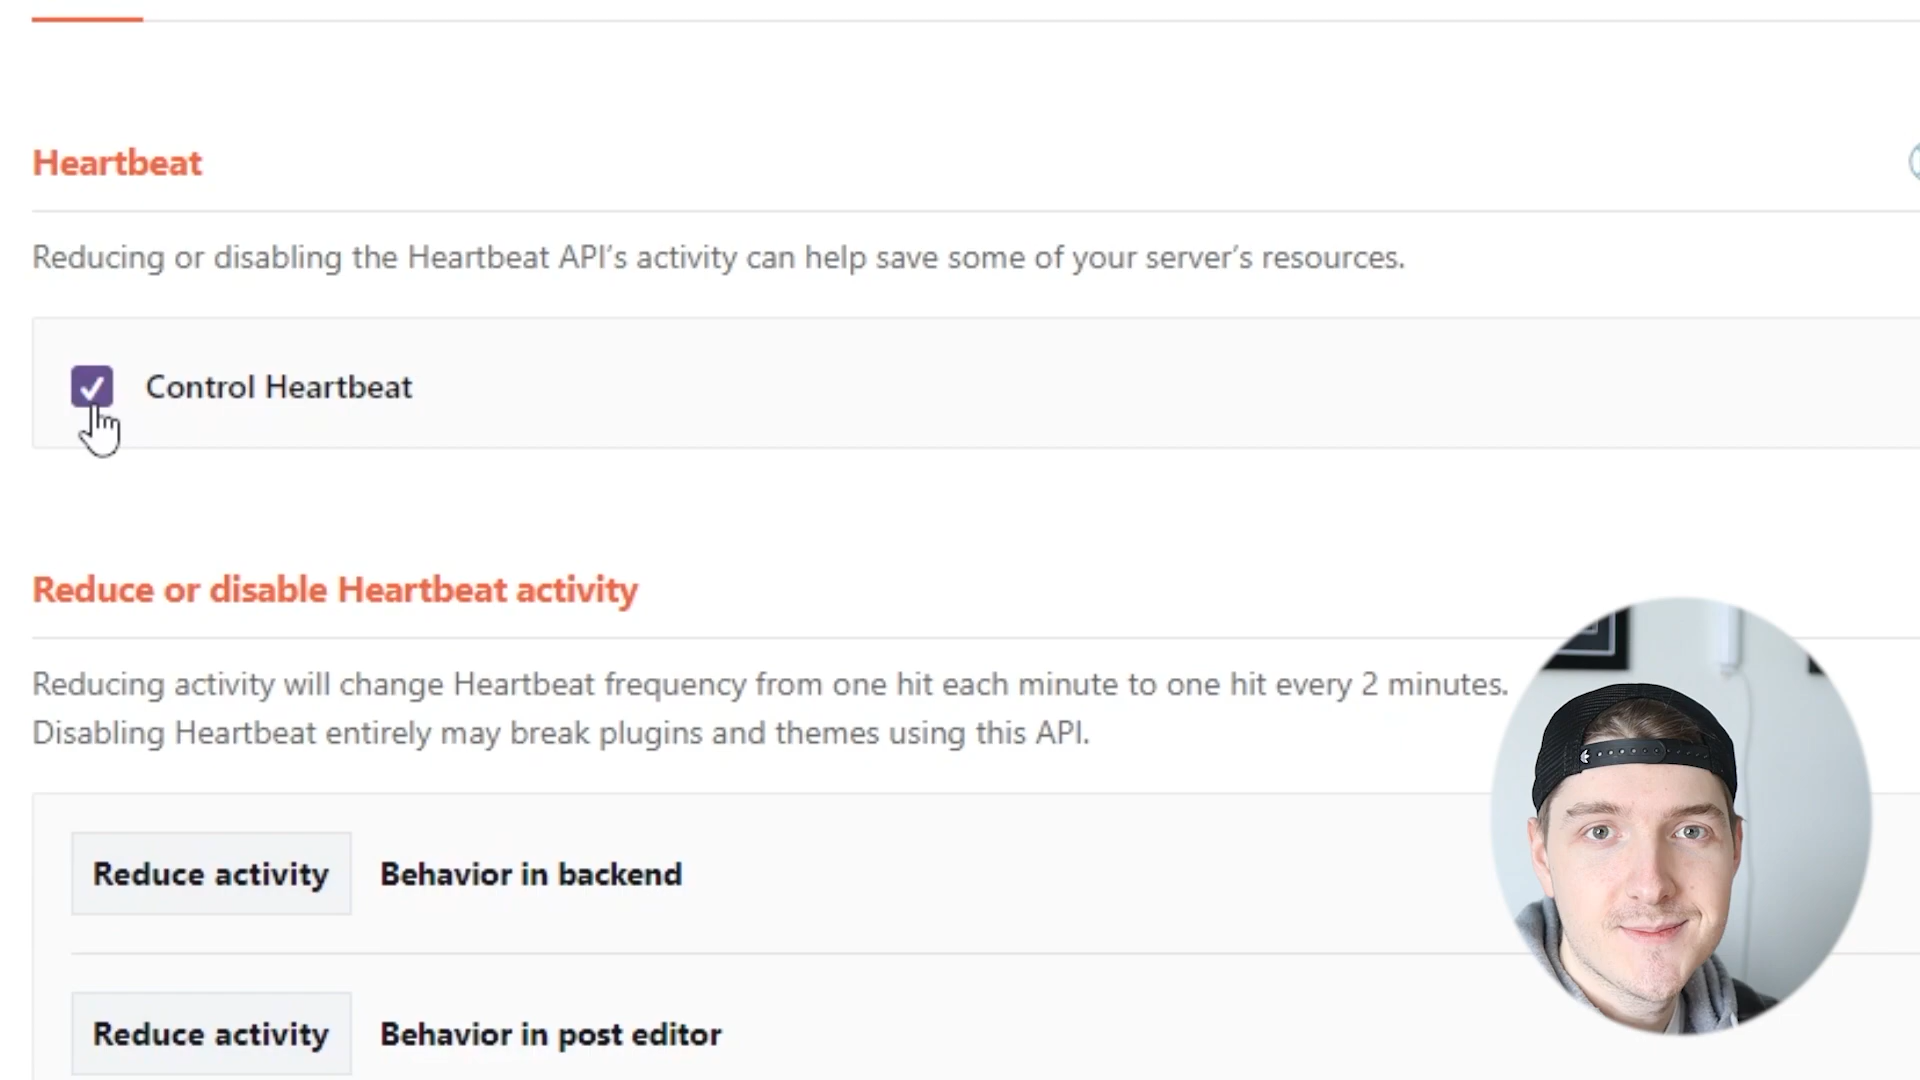 Heartbeat
Reducing or disabling the Heartbeat API’s activity can help save some of your server’s resources.
Control Heartbeat
Reduce or disable Heartbeat activity
Reducing activity will change Heartbeat frequency from one hit each minute to one hit every 2 minutes.
Disabling Heartbeat entirely may break plugins and themes using this API.
Reduce activity Behavior in backend
Reduce activity Behavior in post editor